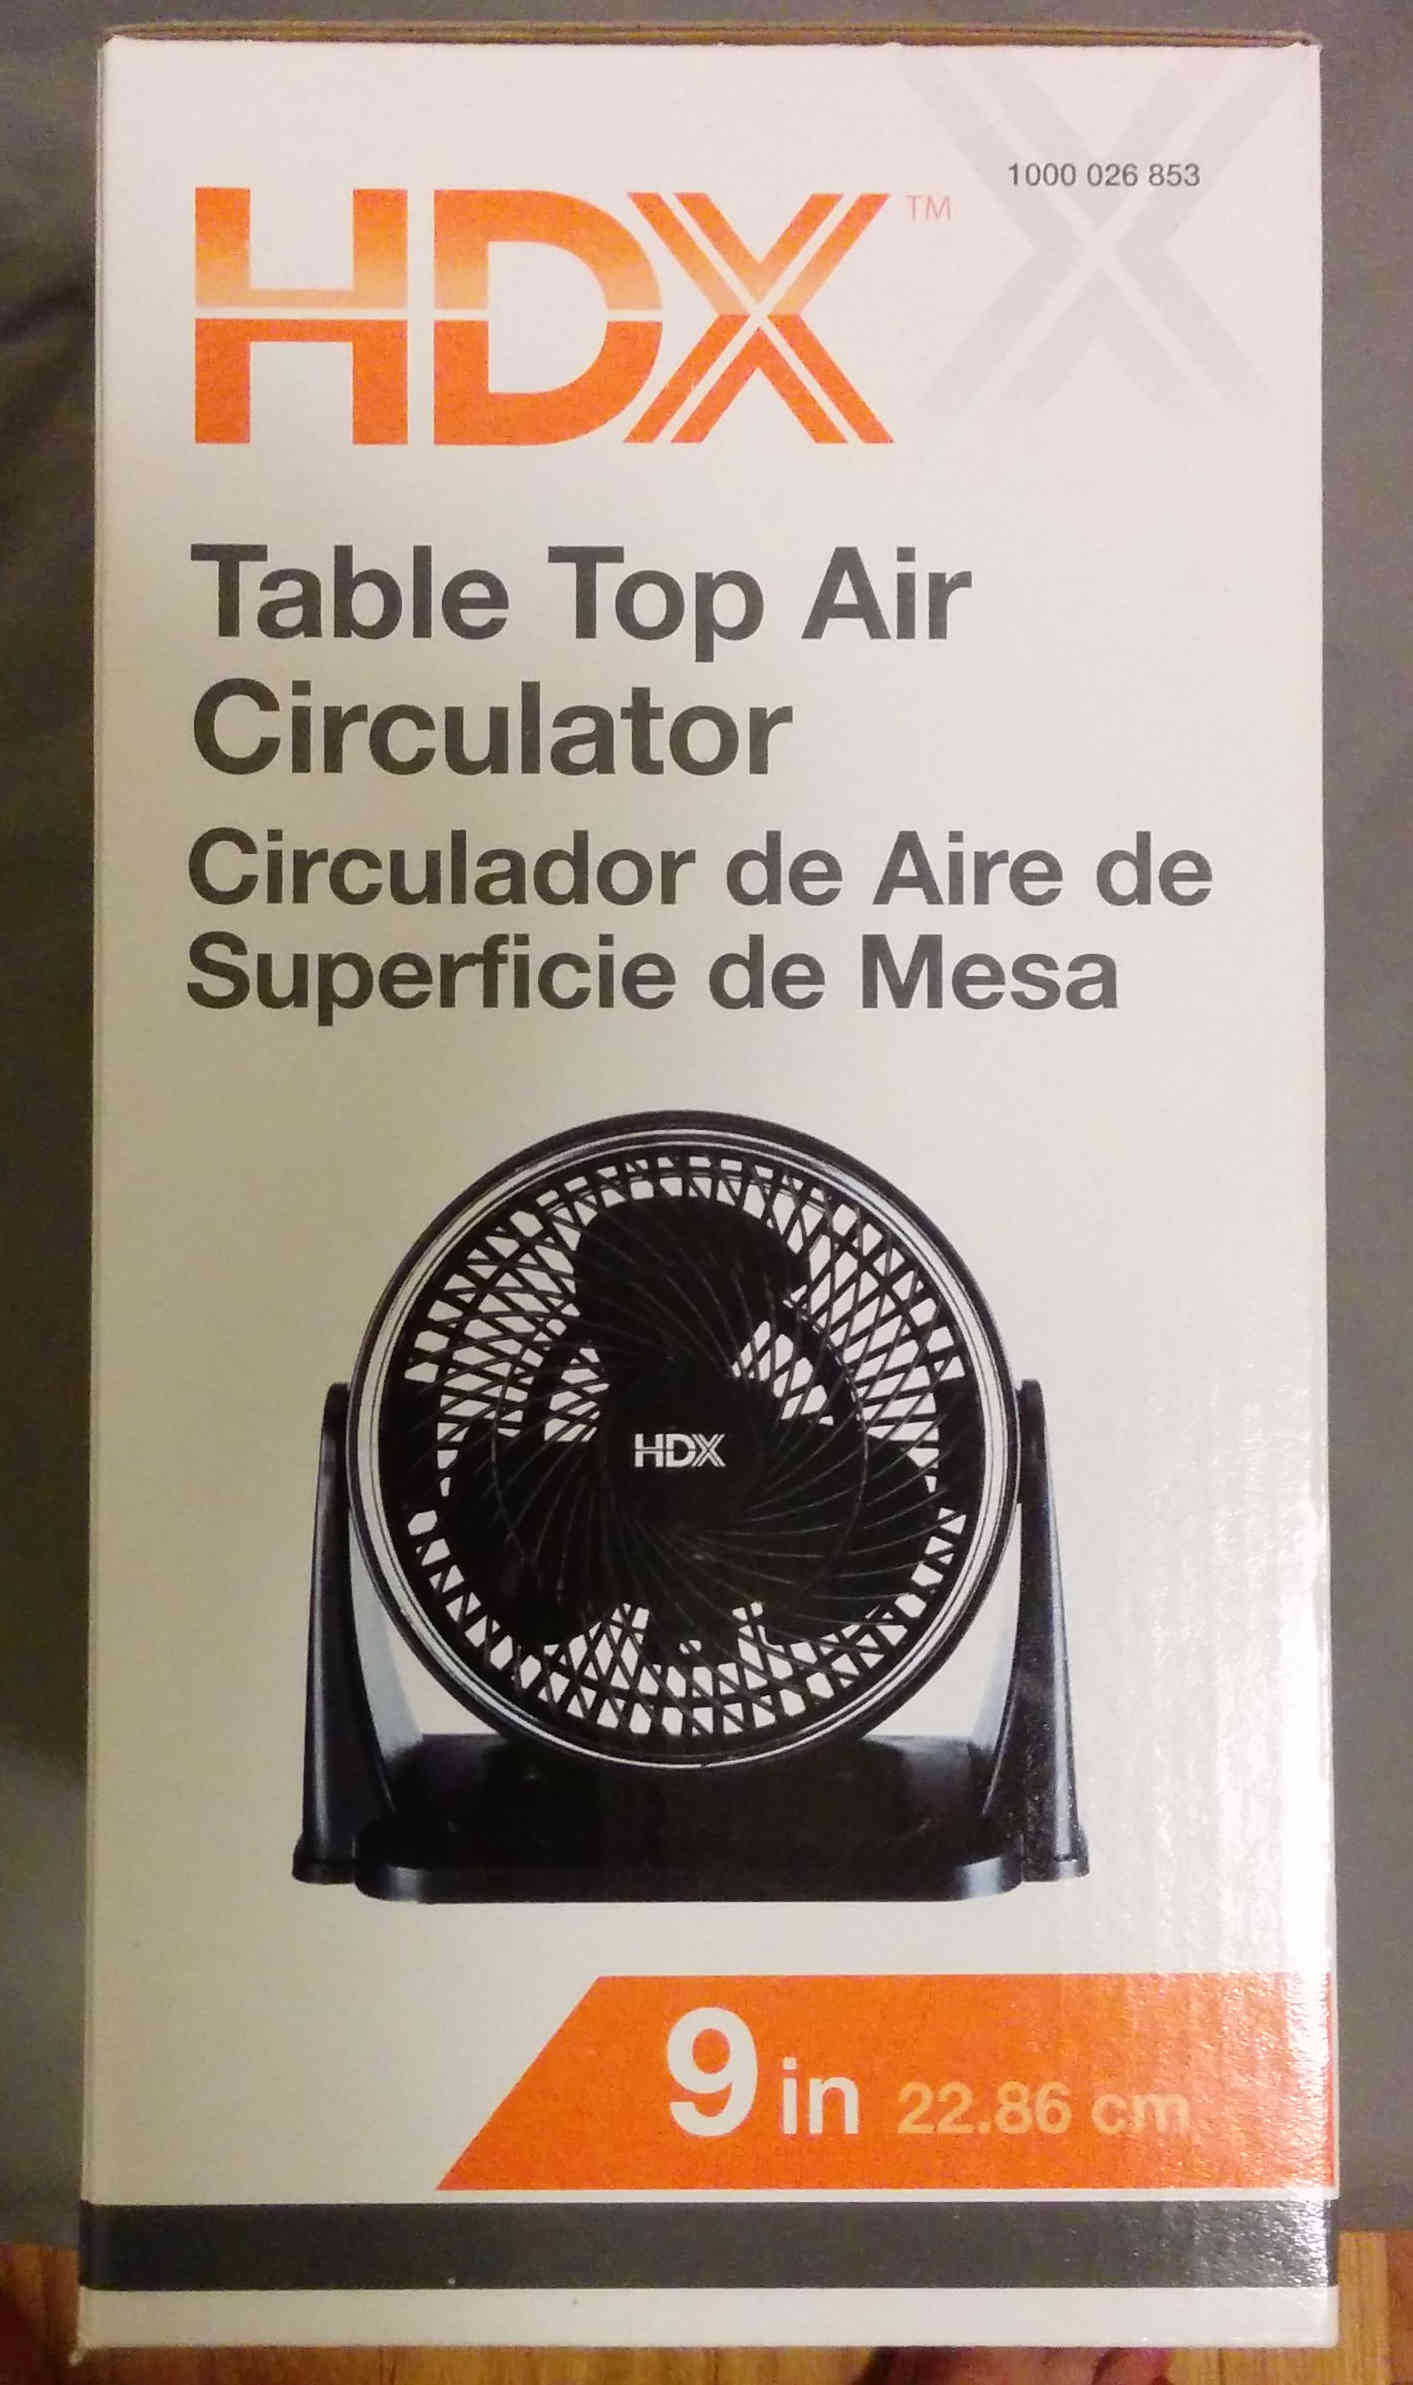 1000 026 853
HDX™
Table Top Air
Circulator
Circulador de Aire de
Superficie de Mesa
HDX
9 in 22.86 cm